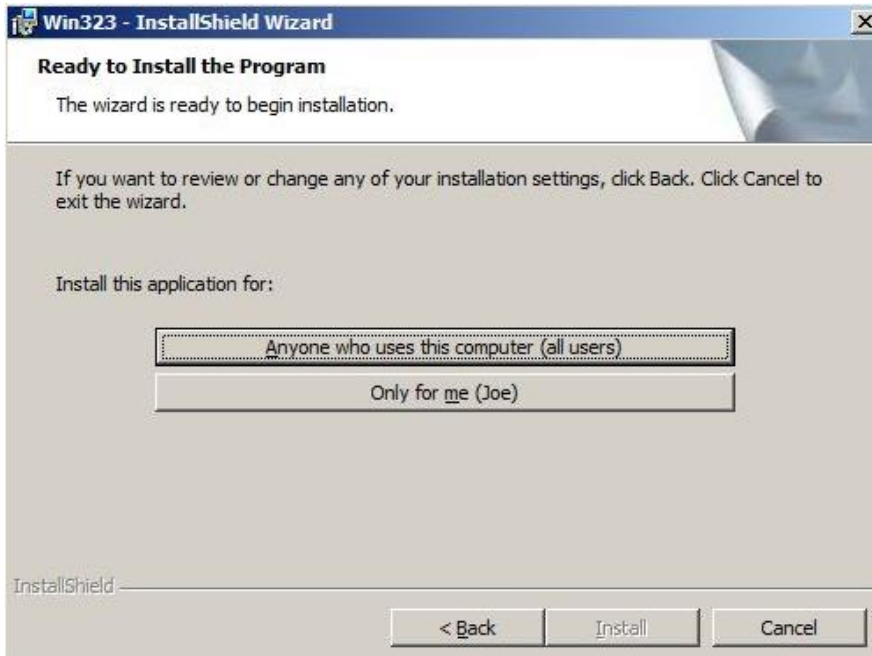 Win323 - InstallShield Wizard
Ready to Install the Program
The wizard is ready to begin installation.
If you want to review or change any of your installation settings, click Back. Click Cancel to
exit the wizard.
Install this application for:
Anyone who uses this computer (all users)
Only for me (Joe)
InstallShield
< Back Install Cancel